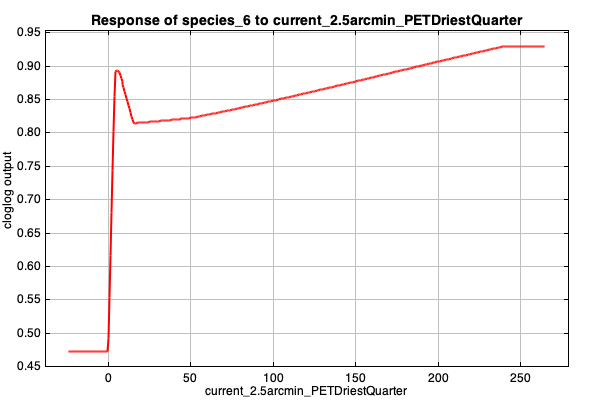 Response of species_6 to current_2.5arcmin_PETDriestQuarter
0.95
0.90
0.85
0.80
0.75
0.70
0.65
0.60
0.55
0.50
0.45
cloglog output
0 50 100 150 200 250
current_2.5arcmin_PETDriestQuarter